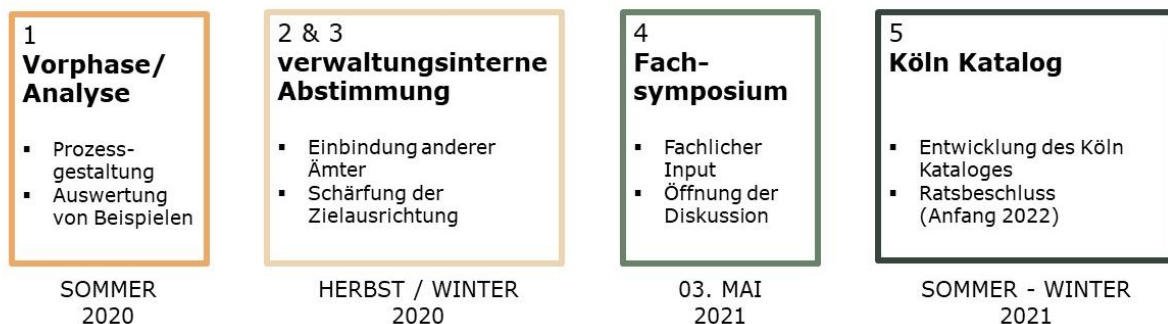 1
Vorphase/
Analyse
▪ Prozess-
gestaltung
▪ Auswertung
von Beispielen
SOMMER
2020
2 & 3
verwaltungsinterne
Abstimmung
▪ Einbindung anderer
Ämter
▪ Schärfung der
Zielausrichtung
HERBST / WINTER
2020
4
Fach-
symposium
▪ Fachlicher
Input
▪ Öffnung der
Diskussion
03. MAI
2021
5
Köln Katalog
▪ Entwicklung des Köln
Kataloges
▪ Ratsbeschluss
(Anfang 2022)
SOMMER - WINTER
2021